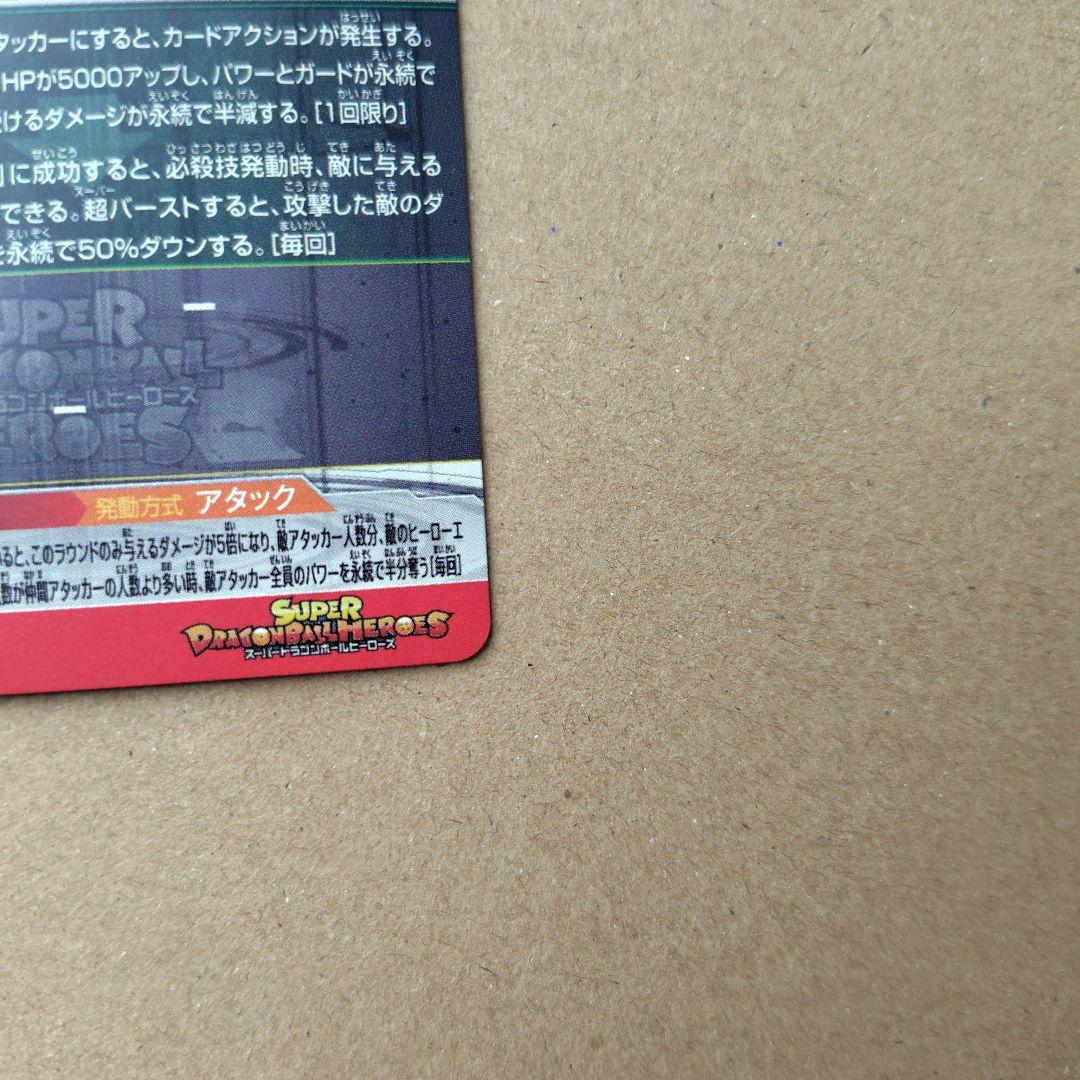 タッカーにすると、カードアクションが発生する。
HPが5000アップし、パワーとガードが永続で
けるダメージが永続で半減する。[1回限り]
に成功すると、必殺技発動時、敵に与える
できる。超バーストすると、攻撃した敵のダ
を永続で50%ダウンする。[毎回]
SUPER
DRAGON BALL
ドラゴンボールヒーローズ
HEROES
発動方式 アタック
ると、このラウンドのみ与えるダメージが5倍になり、敵アタッカー人数分、敵のヒーローエ
数が仲間アタッカーの人数より多い時、敵アタッカー全員のパワーを永続で半分奪う[毎回]
SUPER
DRAGONBALL HEROES
スーパードラゴンボールヒーローズ